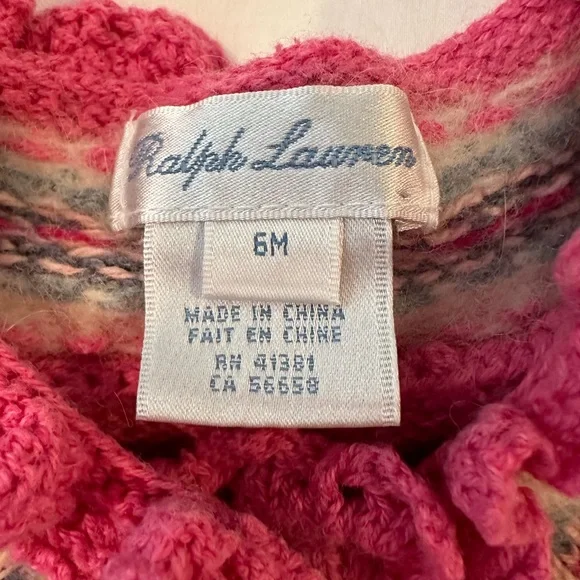 Ralph Lauren
6M
MADE IN CHINA
FAIT EN CHINE
RN 41381
CA 56658